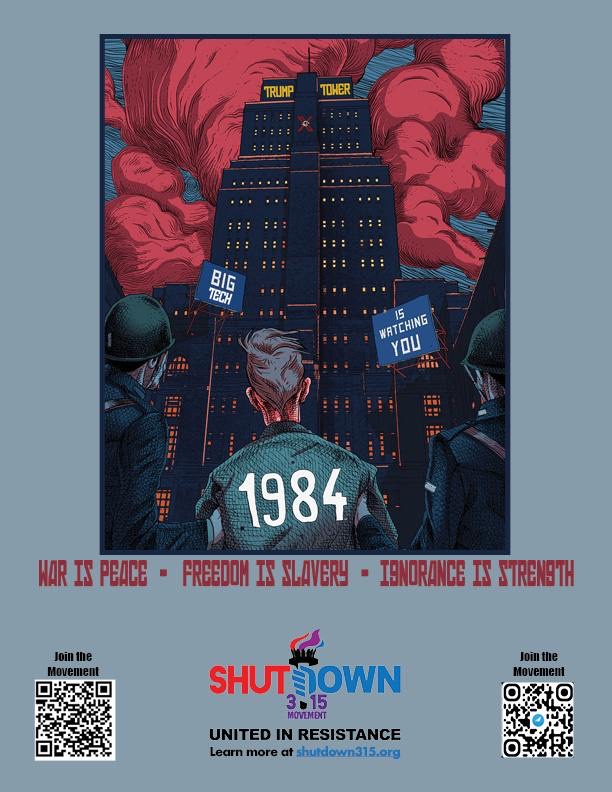 TRUMP TOWER
BIG
TECH
IS
WATCHING
YOU
1984
WAR IS PEACE - FREEDOM IS SLAVERY - IGNORANCE IS STRENGTH
Join the
Movement
SHUTDOWN
3.15
MOVEMENT
UNITED IN RESISTANCE
Learn more at shutdown315.org
Join the
Movement